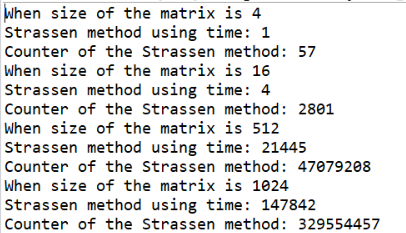 When size of the matrix is 4
Strassen method using time: 1
Counter of the Strassen method: 57
When size of the matrix is 16
Strassen method using time: 4
Counter of the Strassen method: 2801
When size of the matrix is 512
Strassen method using time: 21445
Counter of the Strassen method: 47079208
When size of the matrix is 1024
Strassen method using time: 147842
Counter of the Strassen method: 329554457